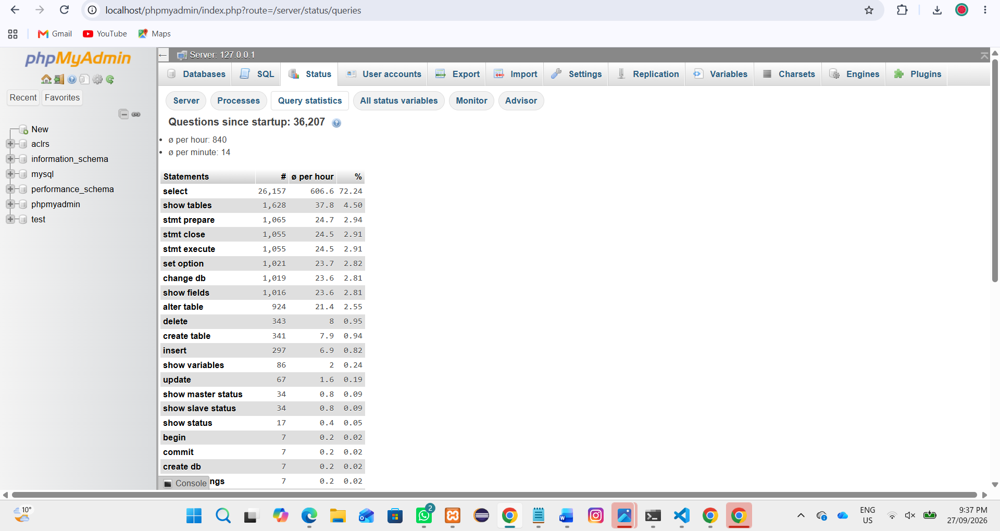 localhost/phpmyadmin/index.php?route=/server/status/queries
Gmail YouTube Maps
phpMyAdmin
Recent Favorites
New
aclrs
information_schema
mysql
performance_schema
phpmyadmin
test
Server: 127.0.0.1
Databases SQL Status User accounts Export Import Settings Replication Variables Charsets Engines Plugins
Server Processes Query statistics All status variables Monitor Advisor
Questions since startup: 36,207
ø per hour: 840
ø per minute: 14
Statements # ø per hour %
select 26,157 606.6 72.24
show tables 1,628 37.8 4.50
stmt prepare 1,065 24.7 2.94
stmt close 1,055 24.5 2.91
stmt execute 1,055 24.5 2.91
set option 1,021 23.7 2.82
change db 1,019 23.6 2.81
show fields 1,016 23.6 2.81
alter table 924 21.4 2.55
delete 343 8 0.95
create table 341 7.9 0.94
insert 297 6.9 0.82
show variables 86 2 0.24
update 67 1.6 0.19
show master status 34 0.8 0.09
show slave status 34 0.8 0.09
show status 17 0.4 0.05
begin 7 0.2 0.02
commit 7 0.2 0.02
create db 7 0.2 0.02
ngs 7 0.2 0.02
Console
10°
2
ENG
US
9:37 PM
27/09/2026